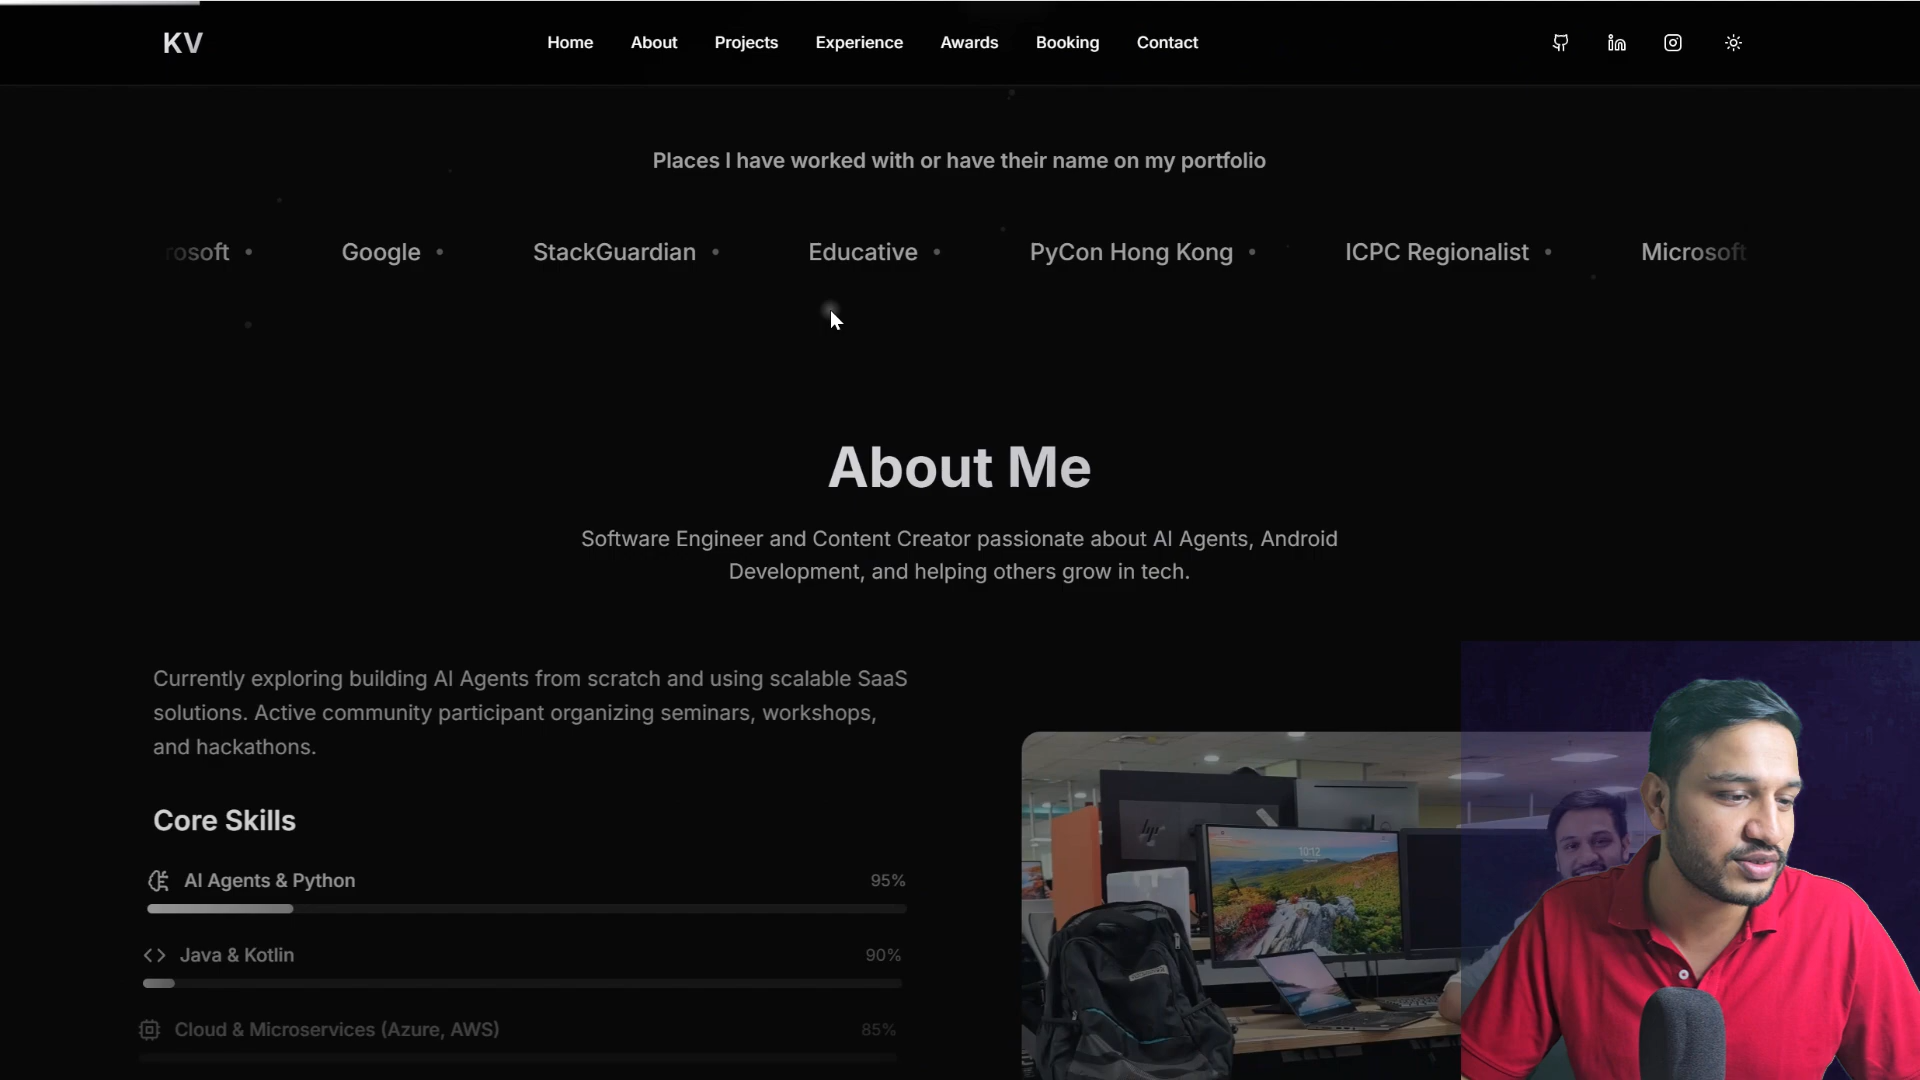 KV
Home About Projects Experience Awards Booking Contact
Places I have worked with or have their name on my portfolio
rosoft • Google • StackGuardian • Educative • PyCon Hong Kong • ICPC Regionalist • Microsoft
About Me
Software Engineer and Content Creator passionate about AI Agents, Android
Development, and helping others grow in tech.
Currently exploring building AI Agents from scratch and using scalable SaaS
solutions. Active community participant organizing seminars, workshops,
and hackathons.
Core Skills
AI Agents & Python 95%
Java & Kotlin 90%
Cloud & Microservices (Azure, AWS) 85%
hp
10:12